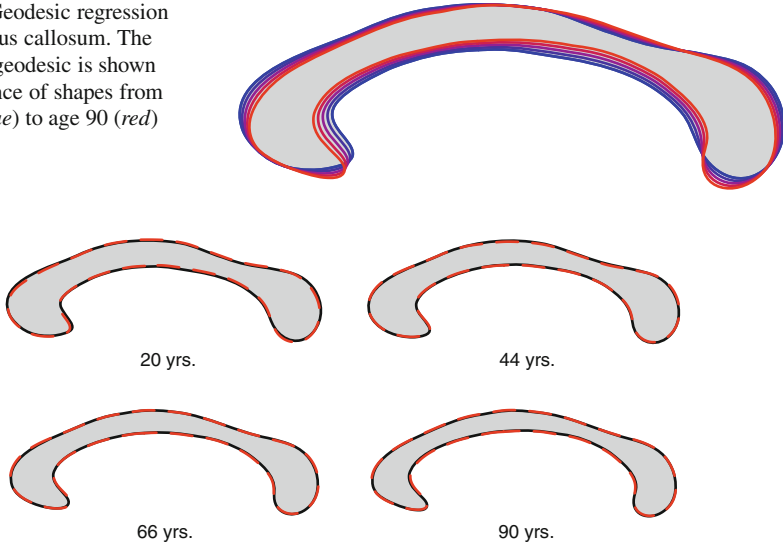 Geodesic regression
us callosum. The
geodesic is shown
nce of shapes from
e) to age 90 (red)
20 yrs.
44 yrs.
66 yrs.
90 yrs.